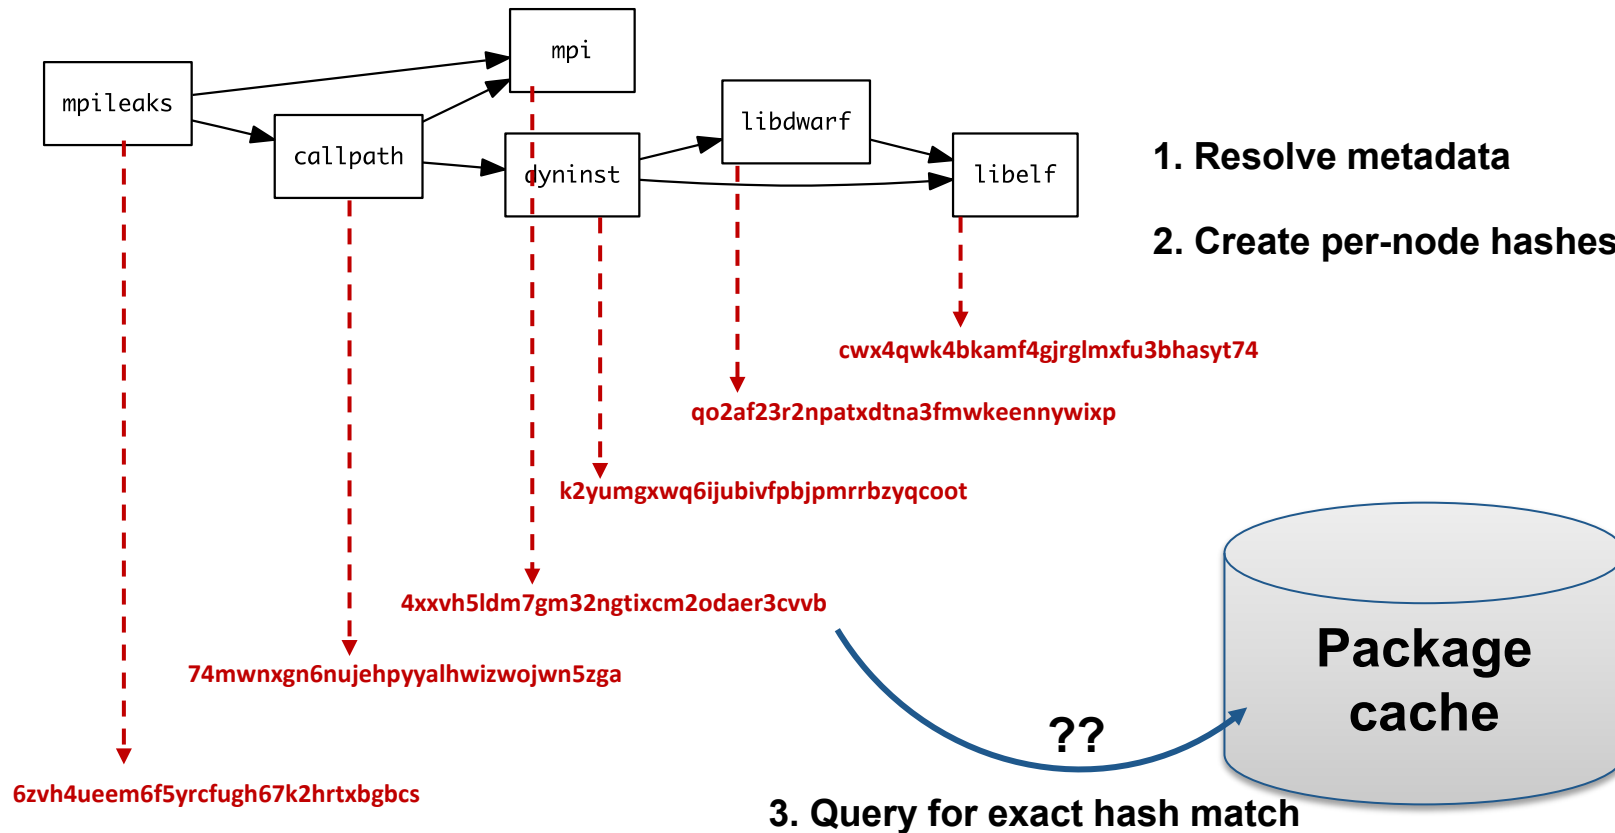 mpi
mpileaks
libdwarf
callpath
dyninst
libelf
1. Resolve metadata
2. Create per-node hashes
cwx4qwk4bkamf4gjrglmxfu3bhasyt74
qo2af23r2npatxdtna3fmwkeennywixp
k2yumgxwq6ijubivfpbjpmrrbzyqcoot
4xxvh5ldm7gm32ngtixcm2odaer3cvvb
74mwnxgn6nujehpyyalhwizwojwn5zga
6zvh4ueem6f5yrcfugh67k2hrtxbgbcs
Package
cache
??
3. Query for exact hash match